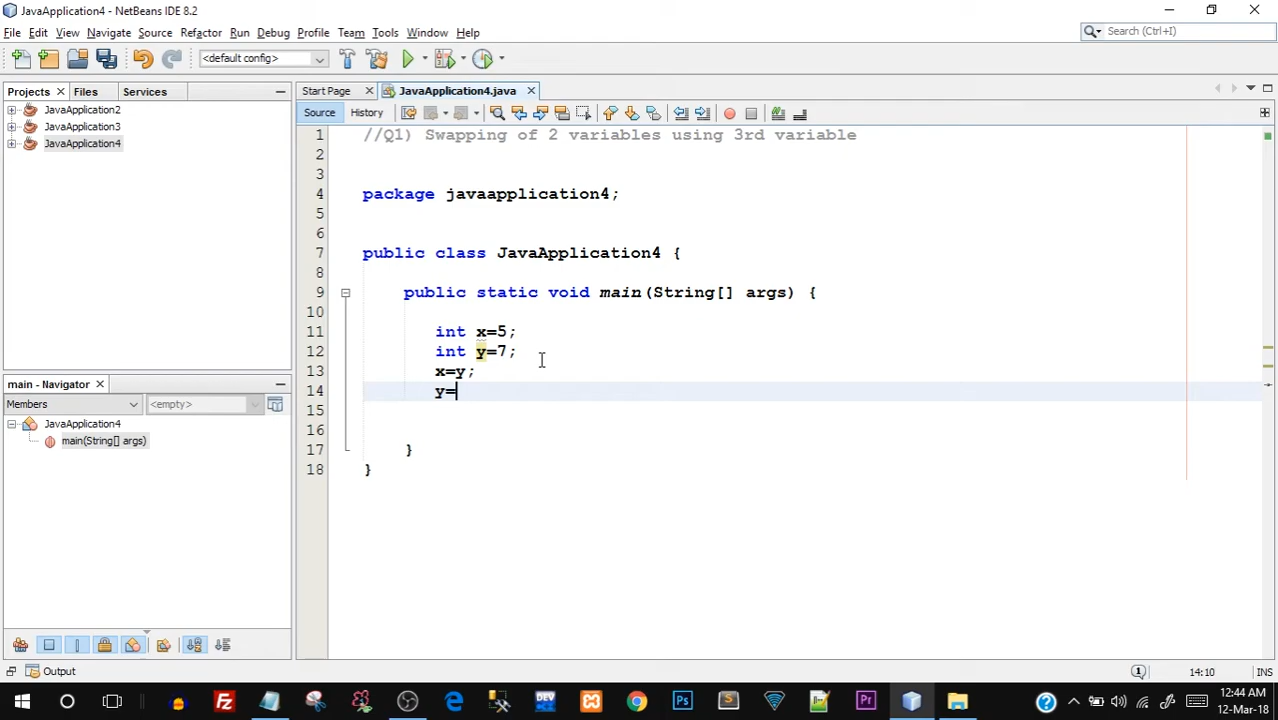 JavaApplication4 - NetBeans IDE 8.2
File Edit View Navigate Source Refactor Run Debug Profile Team Tools Window Help
Search (Ctrl+I)
<default config>
Projects Files Services
Start Page JavaApplication4.java
JavaApplication2
JavaApplication3
JavaApplication4
Source History
1 //Q1) Swapping of 2 variables using 3rd variable
2
3
4 package javaapplication4;
5
6
7 public class JavaApplication4 {
8
9 public static void main(String[] args) {
10
11 int x=5;
12 int y=7;
13 x=y;
14 y=
15
16
17 }
18 }
main - Navigator
Members <empty>
JavaApplication4
main(String[] args)
Output
1 14:10 INS
DEV
Ps S Pr
12:44 AM
12-Mar-18